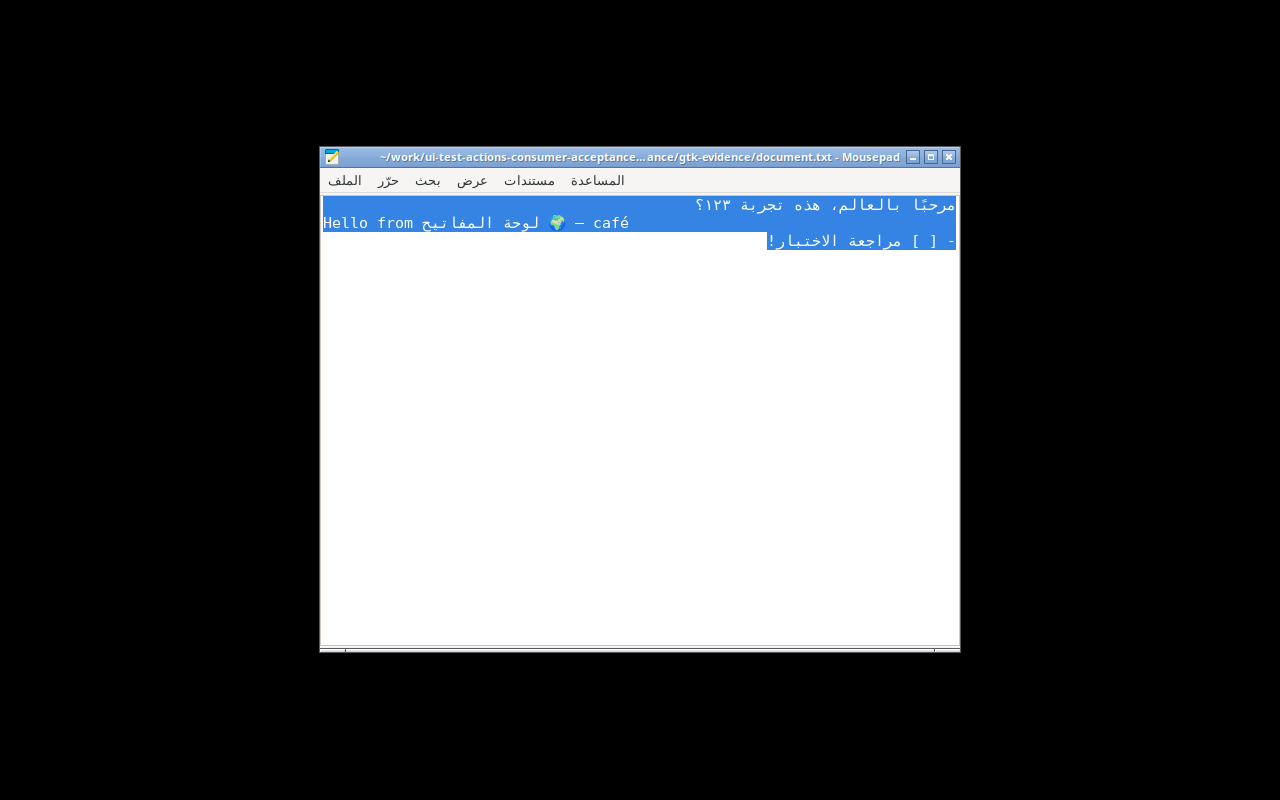 ~/work/ui-test-actions-consumer-acceptance...ance/gtk-evidence/document.txt - Mousepad
الملف حرّر بحث عرض مستندات المساعدة
مرحبًا بالعالم، هذه تجربة ١٢٣؟
Hello from لوحة المفاتيح 🌍 — café
- [ ] مراجعة الاختبار!